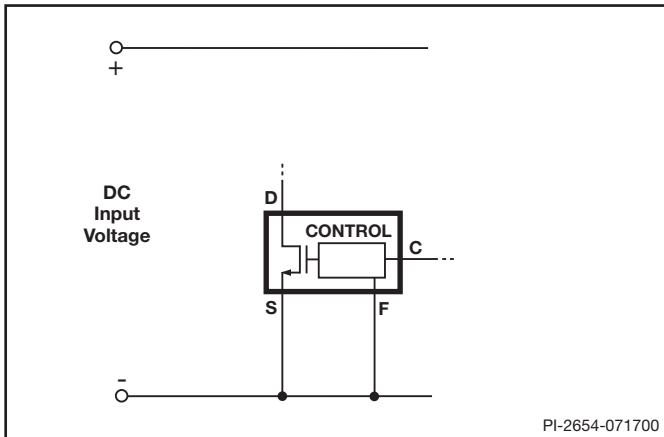 +
DC
Input
Voltage
D
CONTROL
C
S
F
-
PI-2654-071700